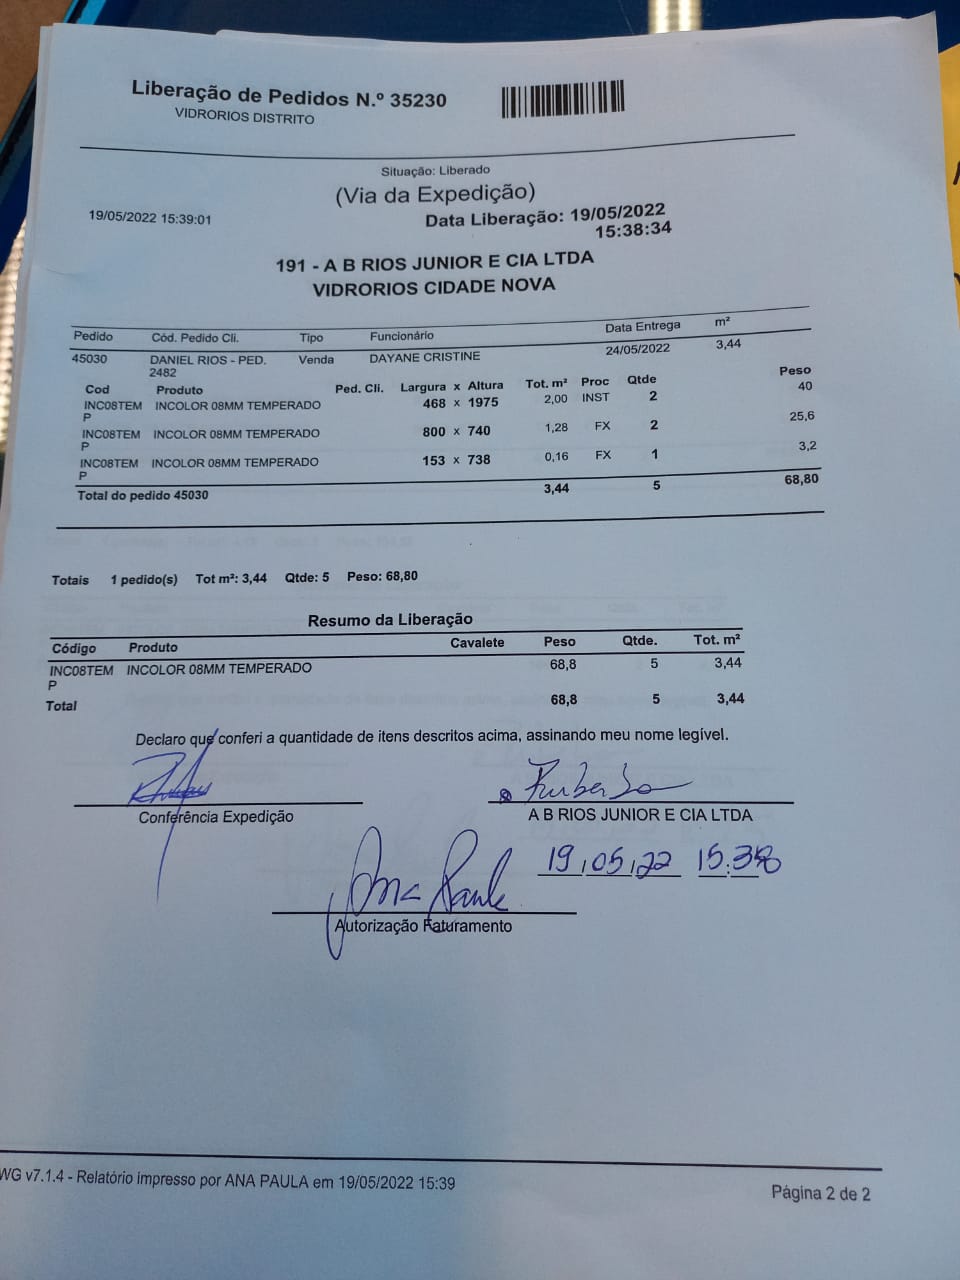 Liberação de Pedidos N.º 35230
VIDRORIOS DISTRITO
Situação: Liberado
(Via da Expedição)
19/05/2022 15:39:01
Data Liberação: 19/05/2022
15:38:34
191 - A B RIOS JUNIOR E CIA LTDA
VIDRORIOS CIDADE NOVA
Pedido Cód. Pedido Cli. Tipo Funcionário Data Entrega m²
45030 DANIEL RIOS - PED. 2482 Venda DAYANE CRISTINE 24/05/2022 3,44
Cod Produto Ped. Cli. Largura x Altura Tot. m² Proc Qtde Peso
INC08TEM P INCOLOR 08MM TEMPERADO 468 x 1975 2,00 INST 2 40
INC08TEM P INCOLOR 08MM TEMPERADO 800 x 740 1,28 FX 2 25,6
INC08TEM P INCOLOR 08MM TEMPERADO 153 x 738 0,16 FX 1 3,2
Total do pedido 45030 3,44 5 68,80
Totais 1 pedido(s) Tot m²: 3,44 Qtde: 5 Peso: 68,80
Resumo da Liberação
Código Produto Cavalete Peso Qtde. Tot. m²
INC08TEM P INCOLOR 08MM TEMPERADO 68,8 5 3,44
Total 68,8 5 3,44
Declaro que conferi a quantidade de itens descritos acima, assinando meu nome legível.
Conferência Expedição
A B RIOS JUNIOR E CIA LTDA
19/05/22 15:38
Ana Paula
Autorização Faturamento
WG v7.1.4 - Relatório impresso por ANA PAULA em 19/05/2022 15:39
Página 2 de 2